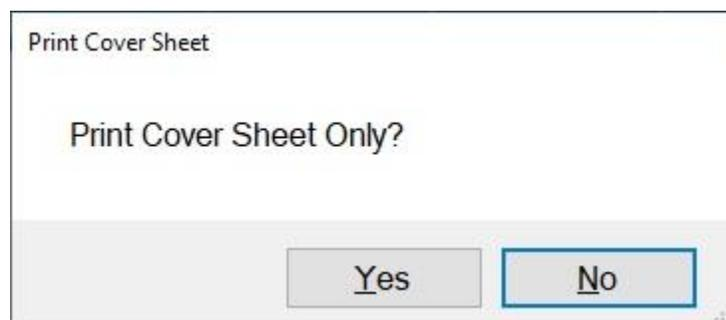 Print Cover Sheet
Print Cover Sheet Only?
Yes No